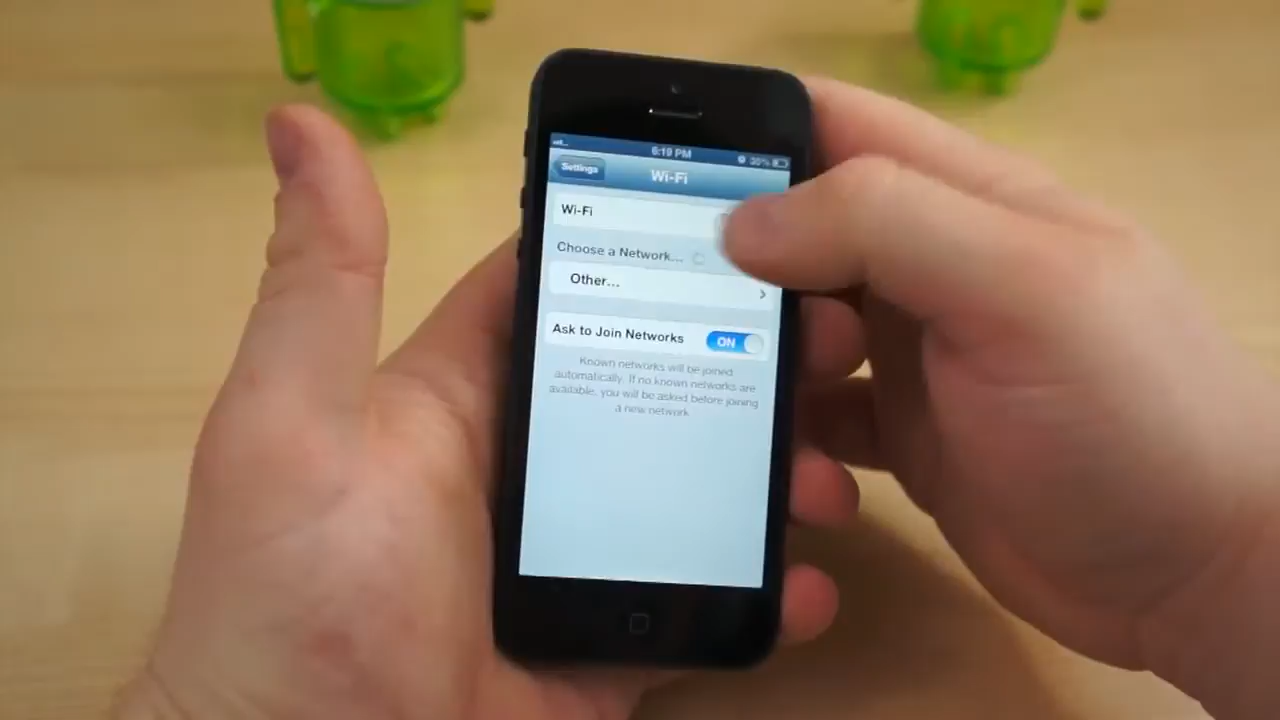 6:19 PM
Settings
Wi-Fi
Wi-Fi
Choose a Network...
Other...
Ask to Join Networks
ON
Known networks will be joined
automatically. If no known networks are
available, you will be asked before joining
a new network